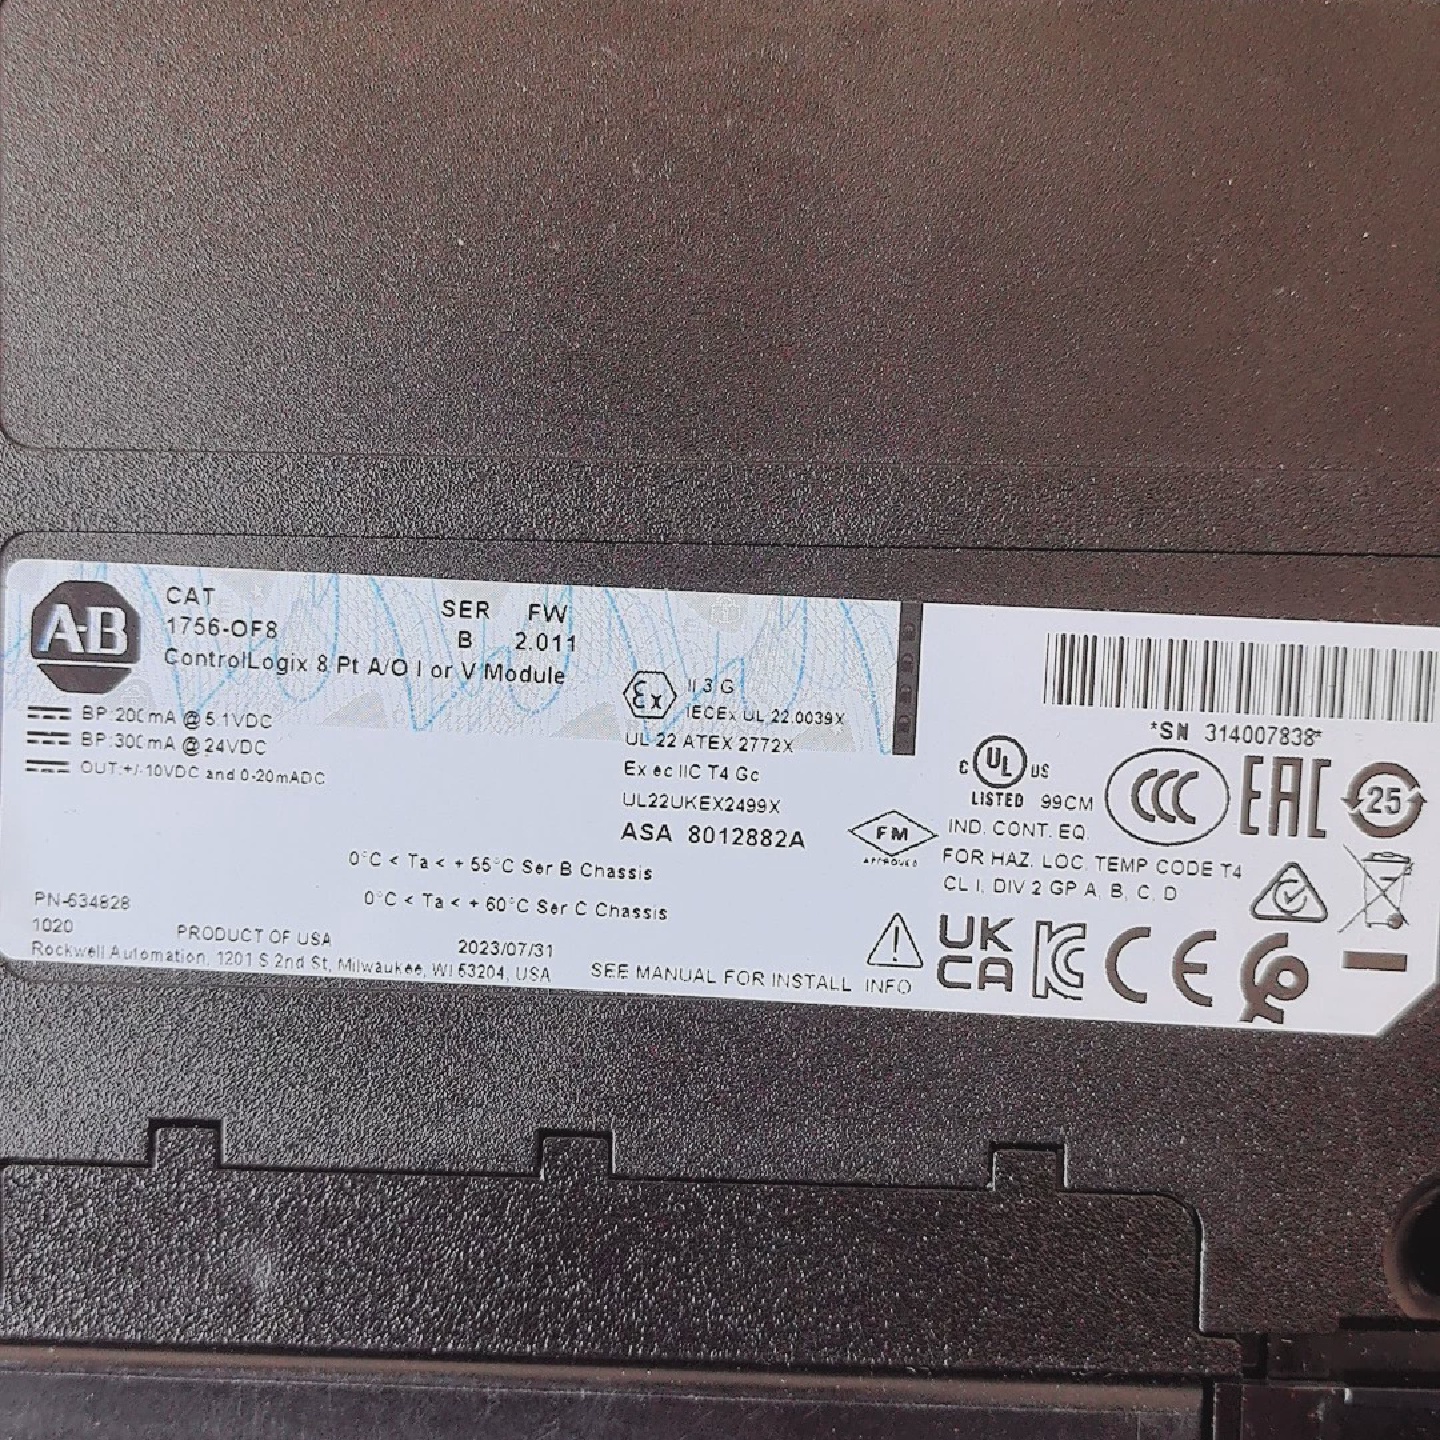 A-B
CAT
1756-OF8
ControlLogix 8 Pt A/O I or V Module
SER FW
B 2.011
BP:200mA @ 5.1VDC
BP:300mA @ 24VDC
OUT:+/-10VDC and 0-20mADC
Ex II 3 G
IECEx UL 22.0039X
UL 22 ATEX 2772X
Ex ec IIC T4 Gc
UL22UKEX2499X
ASA 8012882A
0°C < Ta < + 55°C Ser B Chassis
0°C < Ta < + 60°C Ser C Chassis
PN-634828
1020
PRODUCT OF USA
2023/07/31
Rockwell Automation, 1201 S 2nd St, Milwaukee, WI 53204, USA
SEE MANUAL FOR INSTALL INFO
*SN 314007838*
C UL US
LISTED 99CM
IND. CONT. EQ.
FOR HAZ. LOC. TEMP CODE T4
CL I, DIV 2 GP A, B, C, D
FM
APPROVED
CCC
EAC
25
UK
CA
KC
CE